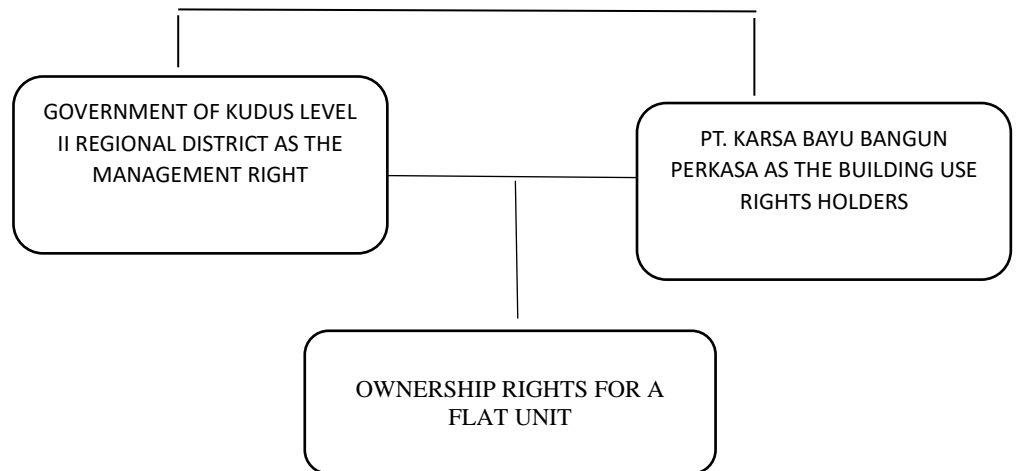 GOVERNMENT OF KUDUS LEVEL
II REGIONAL DISTRICT AS THE
MANAGEMENT RIGHT
PT. KARSA BAYU BANGUN
PERKASA AS THE BUILDING USE
RIGHTS HOLDERS
OWNERSHIP RIGHTS FOR A
FLAT UNIT